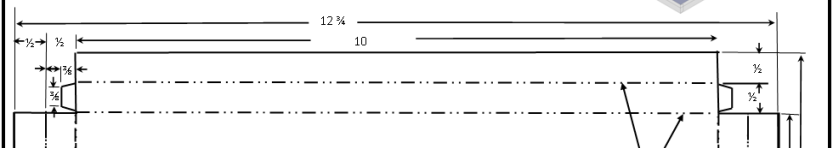 12 ¾
½ ½ 10
⅜ ½
⅜ ½